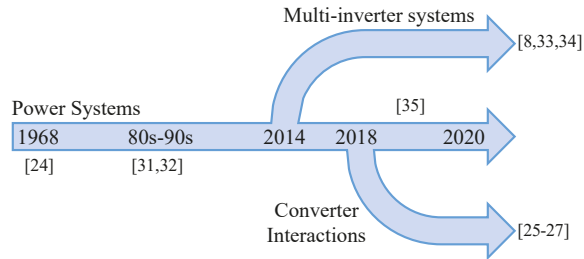 Multi-inverter systems
[8,33,34]
Power Systems
[35]
1968 80s-90s 2014 2018 2020
[24] [31,32]
Converter
Interactions
[25-27]